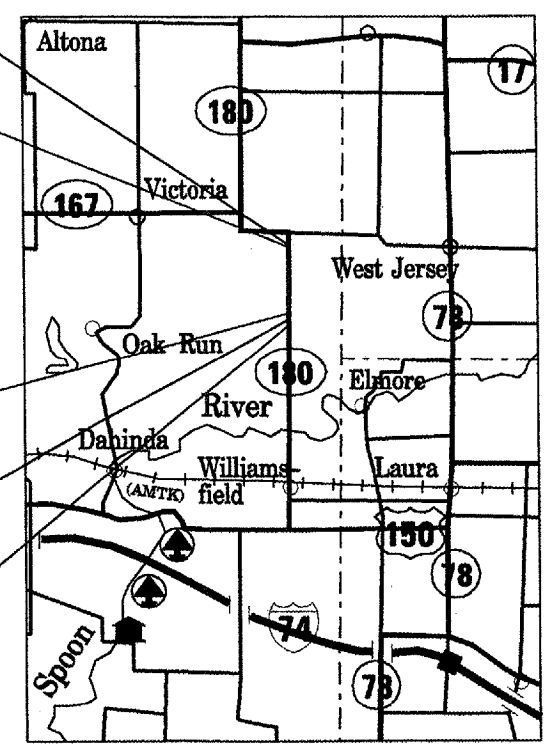 Altona
17
180
Victoria
167
West Jersey
78
Oak Run
180
Elmore
River
Dahinda
Williams-
field
Laura
(AMTK)
150
78
74
Spoon
78